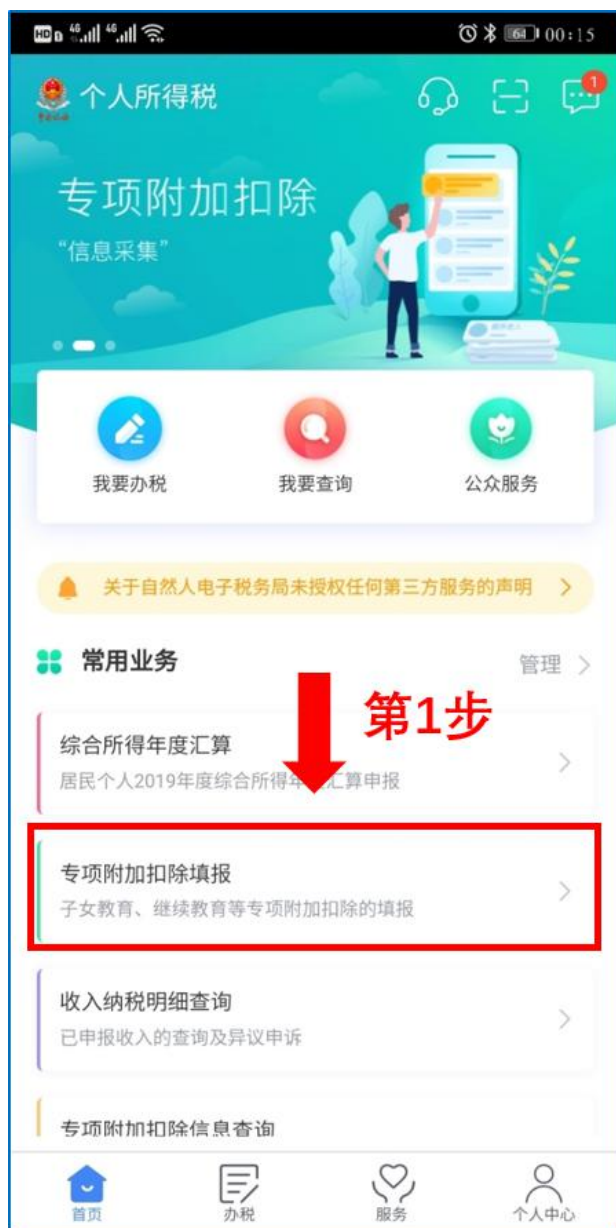 HD 4G 4G 64 00:15
个人所得税
1
专项附加扣除
“信息采集”
我要办税 我要查询 公众服务
关于自然人电子税务局未授权任何第三方服务的声明
常用业务 管理
第1步
综合所得年度汇算
居民个人2019年度综合所得年度汇算申报
专项附加扣除填报
子女教育、继续教育等专项附加扣除的填报
收入纳税明细查询
已申报收入的查询及异议申诉
专项附加扣除信息查询
首页 办税 服务 个人中心